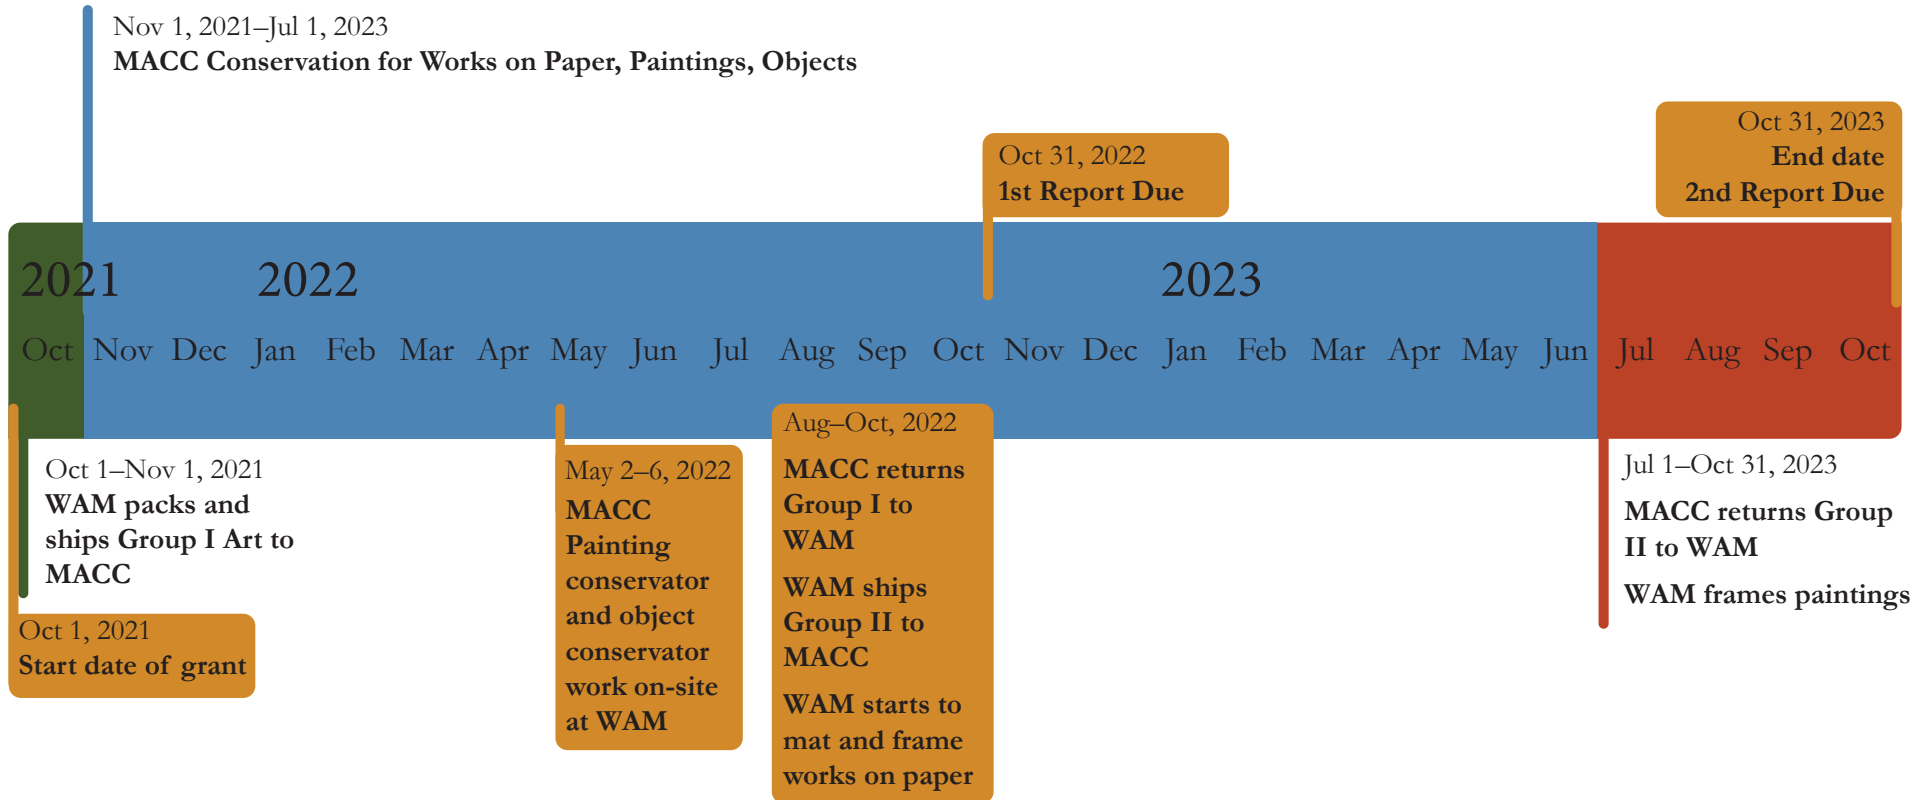 Nov 1, 2021–Jul 1, 2023
MACC Conservation for Works on Paper, Paintings, Objects
Oct 31, 2022
1st Report Due
Oct 31, 2023
End date
2nd Report Due
2021 2022 2023
Oct Nov Dec Jan Feb Mar Apr May Jun Jul Aug Sep Oct Nov Dec Jan Feb Mar Apr May Jun Jul Aug Sep Oct
Oct 1–Nov 1, 2021
WAM packs and
ships Group I Art to
MACC
Oct 1, 2021
Start date of grant
May 2–6, 2022
MACC
Painting
conservator
and object
conservator
work on-site
at WAM
Aug–Oct, 2022
MACC returns
Group I to
WAM
WAM ships
Group II to
MACC
WAM starts to
mat and frame
works on paper
Jul 1–Oct 31, 2023
MACC returns Group
II to WAM
WAM frames paintings